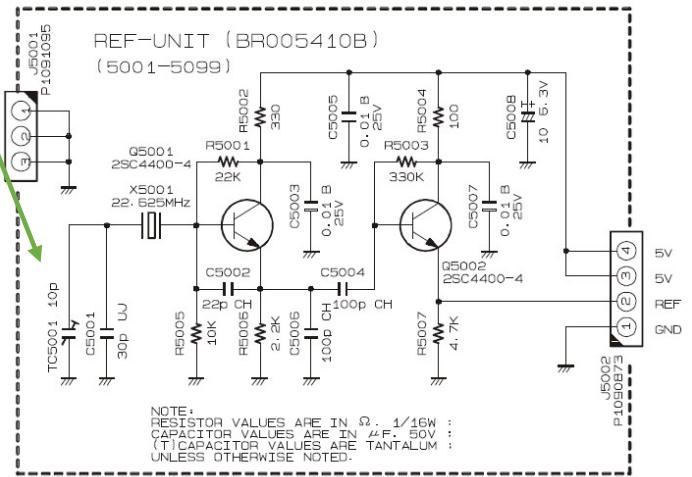 REF-UNIT (BR005410B)
(5001-5099)
J5001
P1091095
1
2
3
R5002
330
C5005
0.01 B
25V
R5004
100
C5008
+
10 6.3V
Q5001
2SC4400-4
R5001
22K
R5003
330K
X5001
22.625MHz
C5003
0.01 B
25V
C5007
0.01 B
25V
Q5002
2SC4400-4
C5002
22p CH
C5004
100p CH
TC5001 10p
C5001
30p UJ
R5005
10K
R5006
2.2K
C5006
100p CH
R5007
4.7K
4 5V
3 5V
2 REF
1 GND
J5002
P1090873
NOTE:
RESISTOR VALUES ARE IN Ω. 1/16W :
CAPACITOR VALUES ARE IN μF. 50V :
(T)CAPACITOR VALUES ARE TANTALUM :
UNLESS OTHERWISE NOTED.